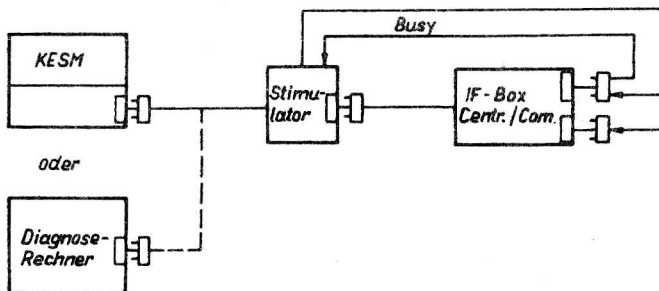 Busy
KESM
Stimu-
lator
IF-Box
Centr./Com.
oder
Diagnose-
Rechner